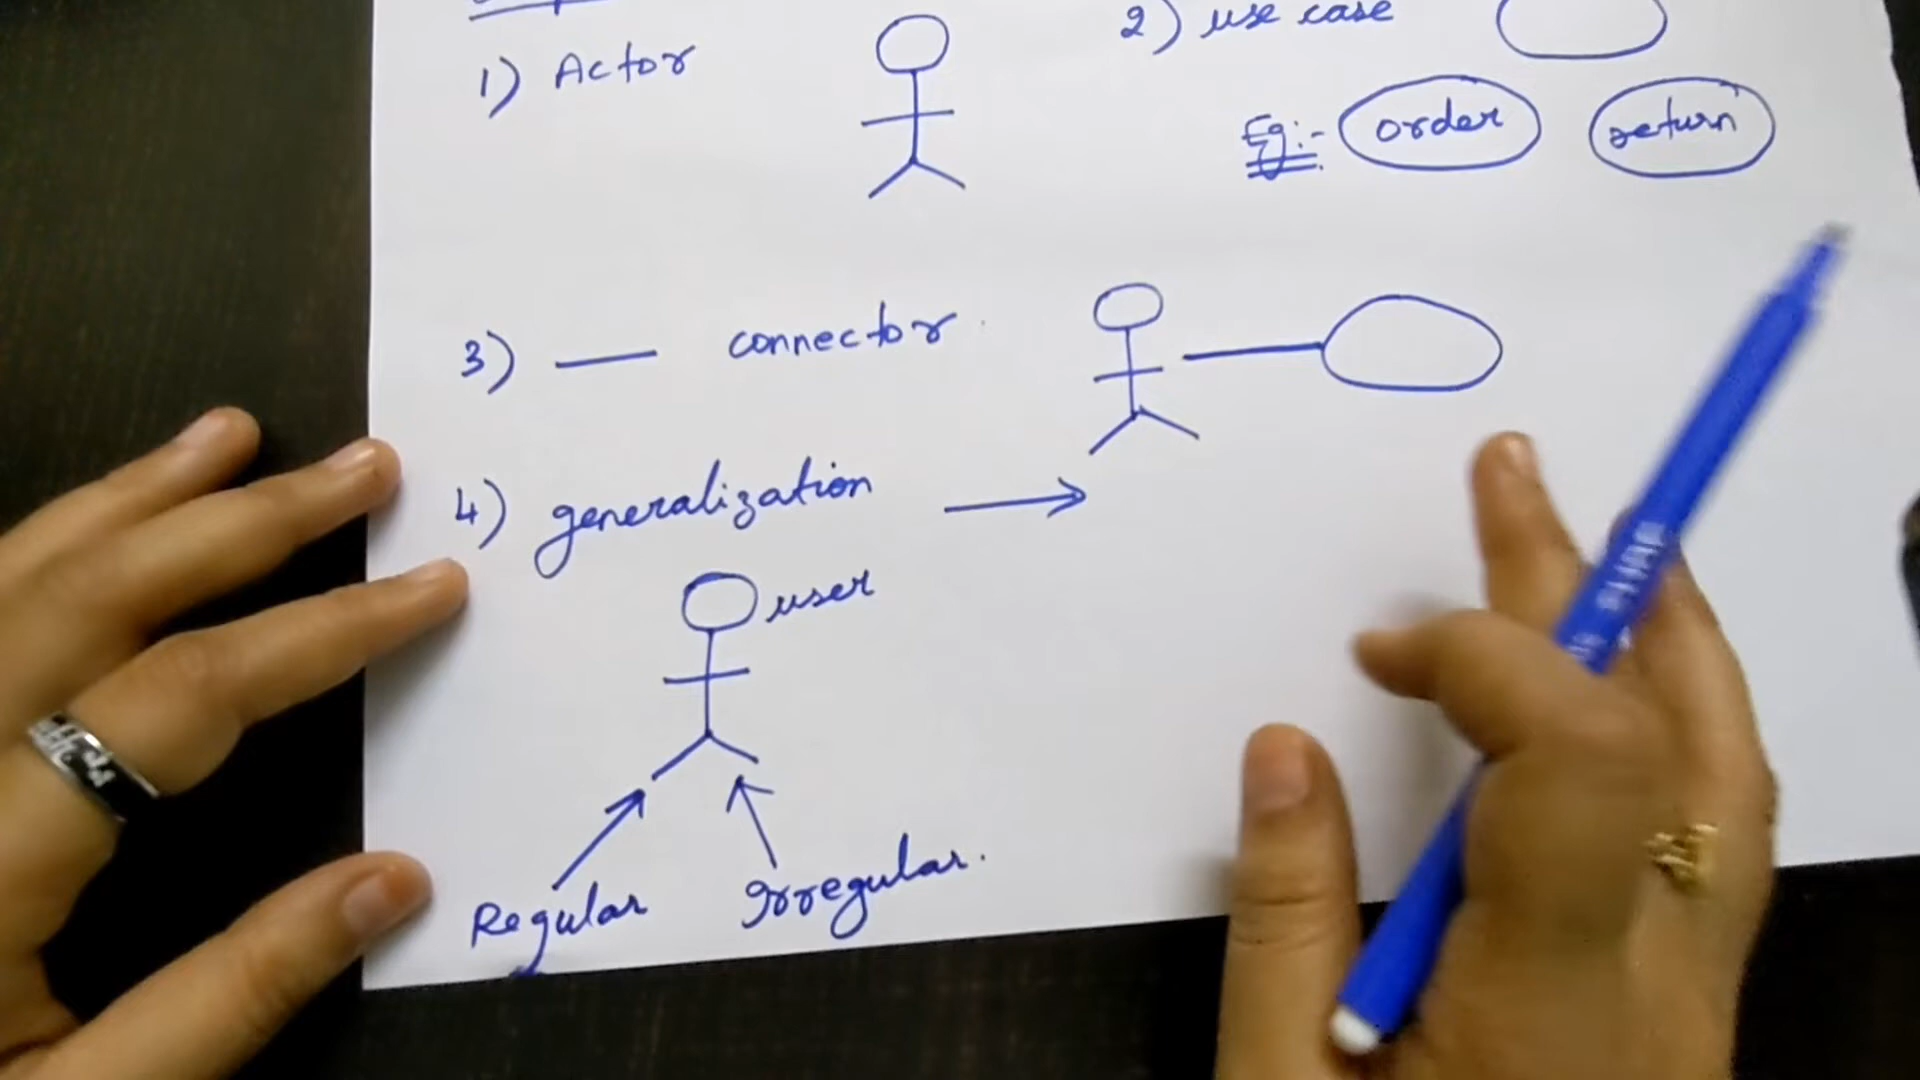 1) Actor
2) use case
Eg:- order return
3) — connector
4) generalization →
user
Regular Irregular.